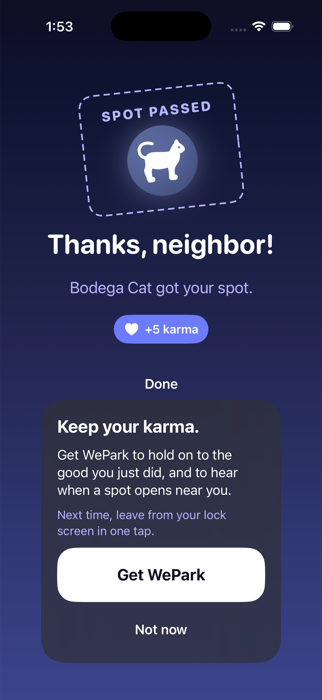 1:53
SPOT PASSED
Thanks, neighbor!
Bodega Cat got your spot.
+5 karma
Done
Keep your karma.
Get WePark to hold on to the
good you just did, and to hear
when a spot opens near you.
Next time, leave from your lock
screen in one tap.
Get WePark
Not now